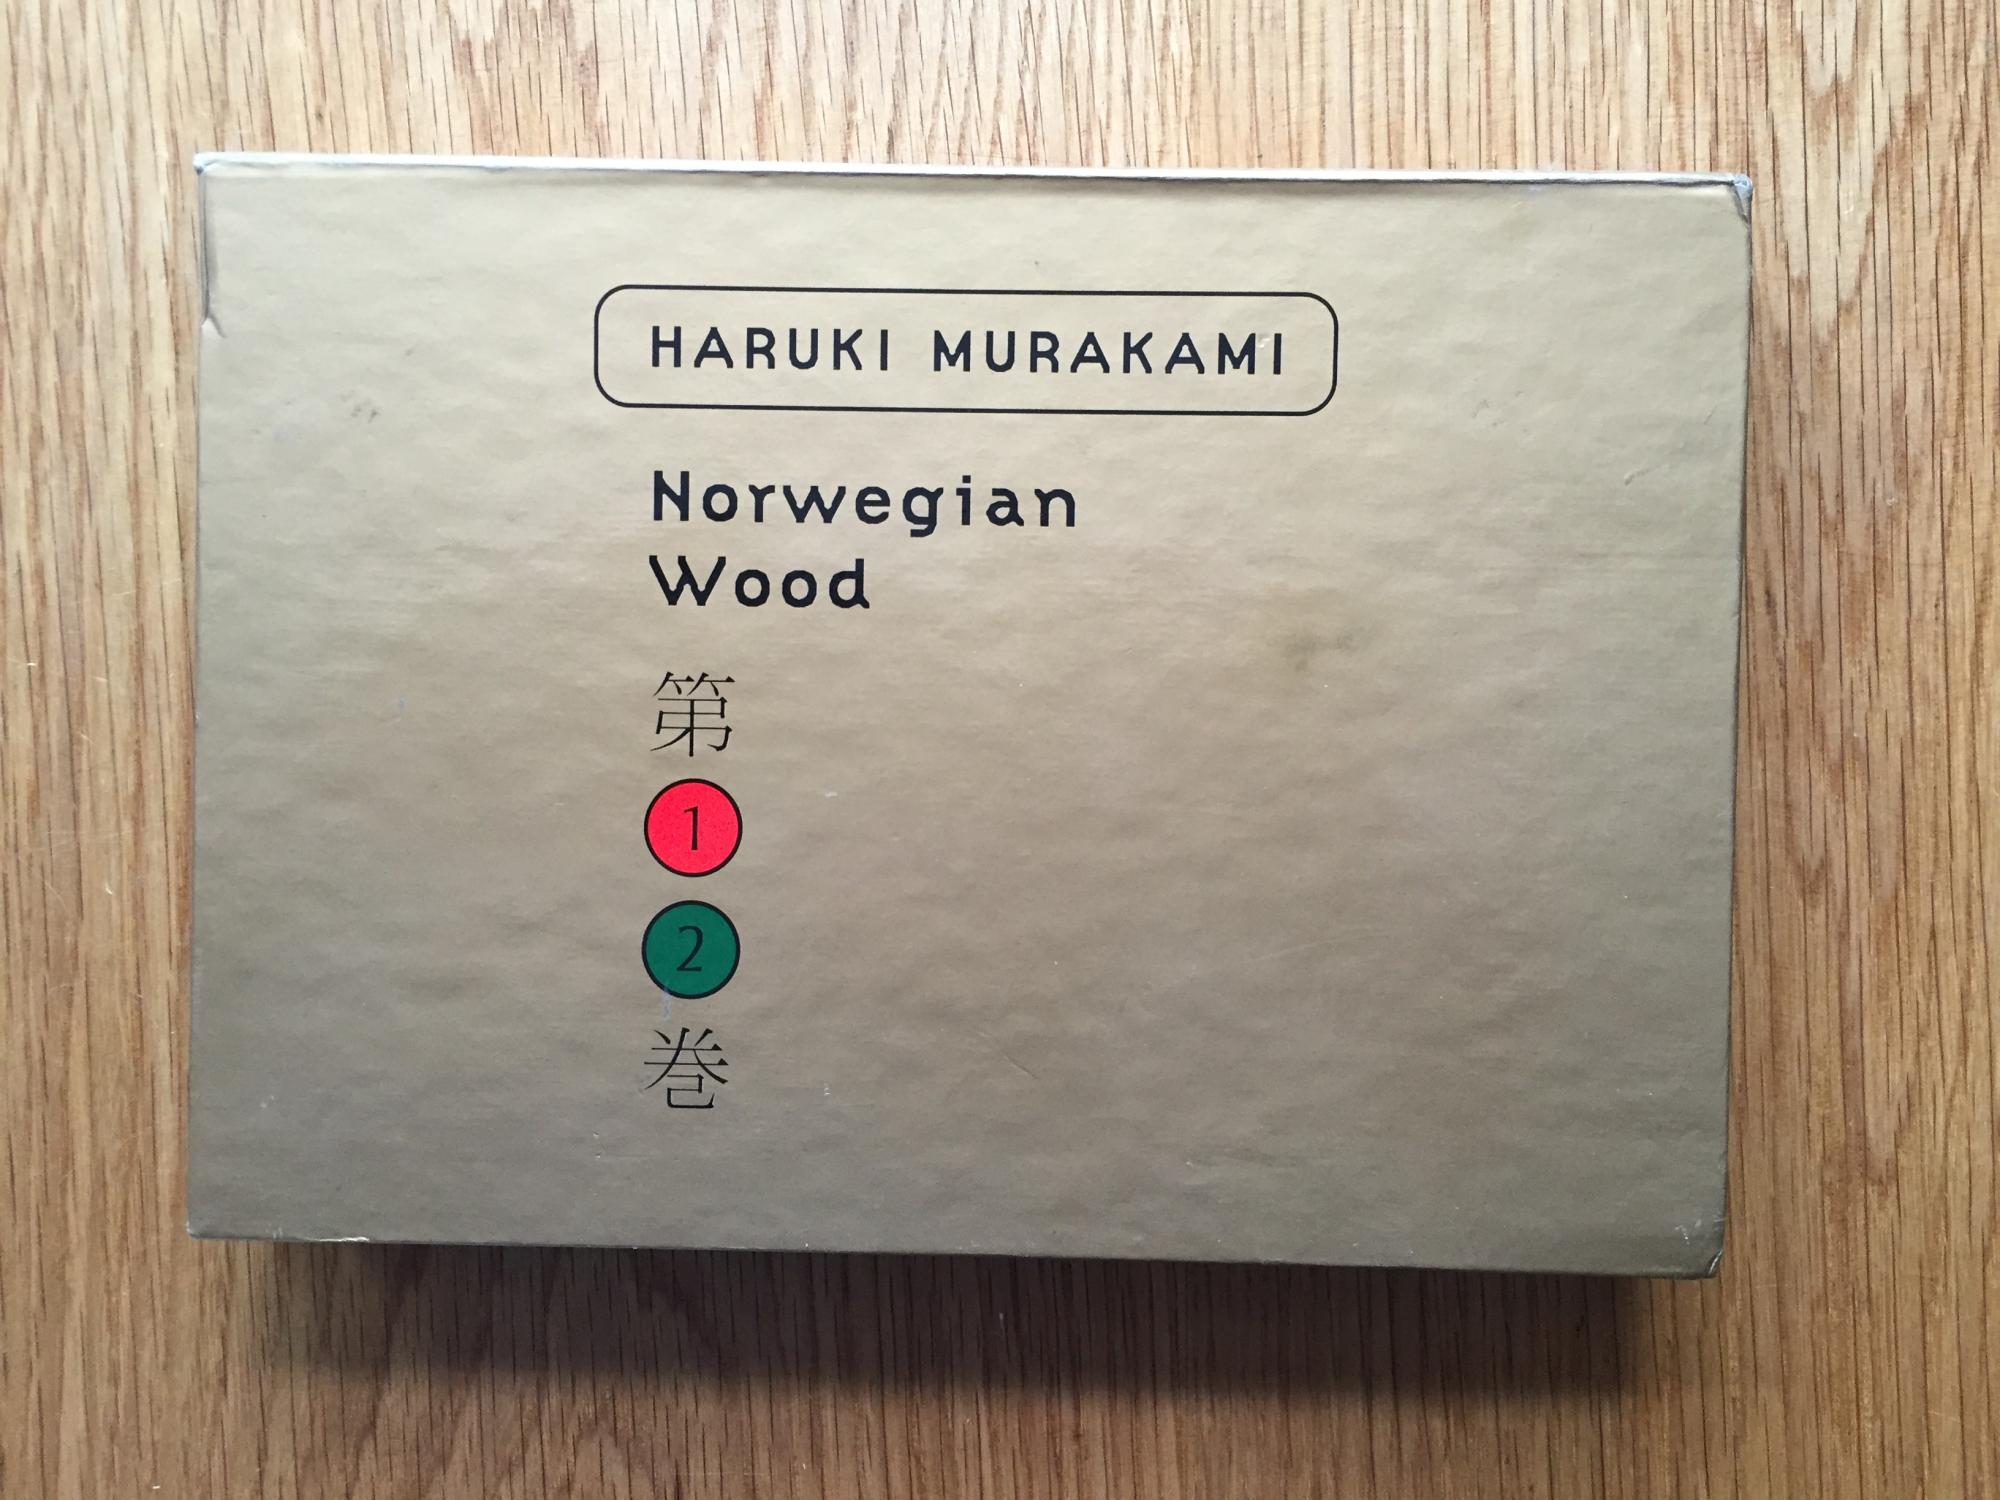 HARUKI MURAKAMI
Norwegian
Wood
第
1
2
巻